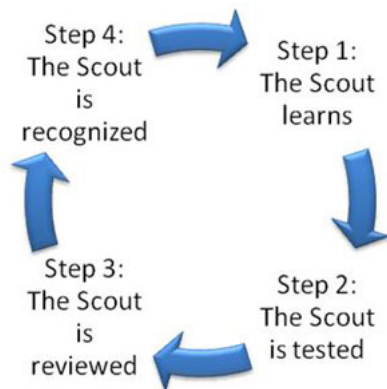 Step 4:
The Scout
is
recognized
Step 1:
The Scout
learns
Step 3:
The Scout
is
reviewed
Step 2:
The Scout
is tested